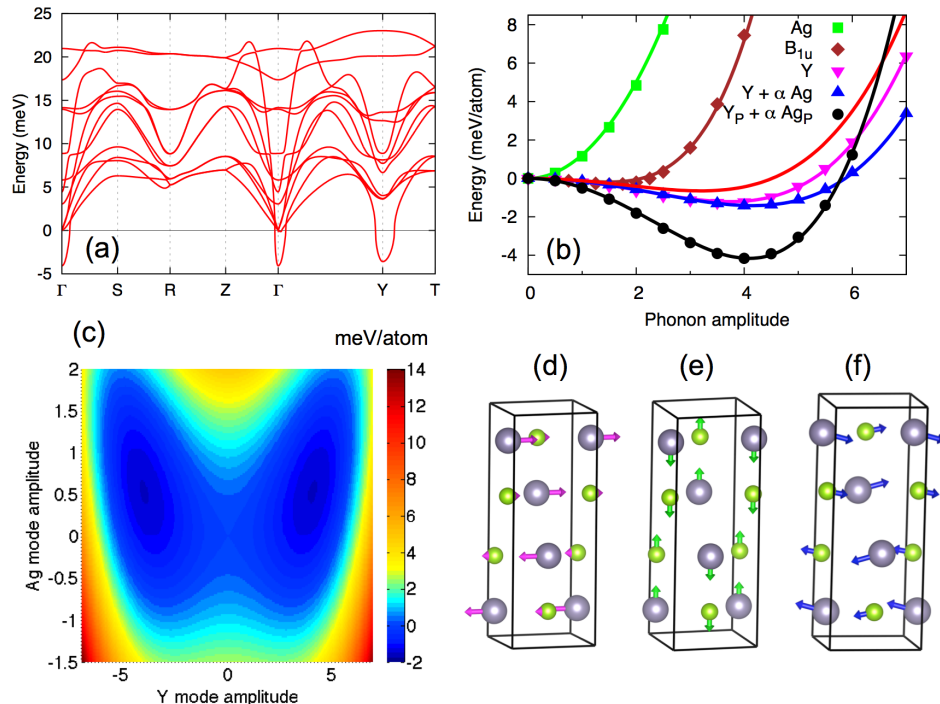 (a)
Energy (meV)
25
20
15
10
5
0
-5
Γ S R Z Γ Y T
(b)
Energy (meV/atom)
8
6
4
2
0
-2
-4
0 2 4 6
Phonon amplitude
Ag
B1u
Y
Y + α Ag
YP + α AgP
(c)
meV/atom
Ag mode amplitude
2
1.5
1
0.5
0
-0.5
-1
-1.5
-5 0 5
Y mode amplitude
14
12
10
8
6
4
2
0
-2
(d) (e) (f)